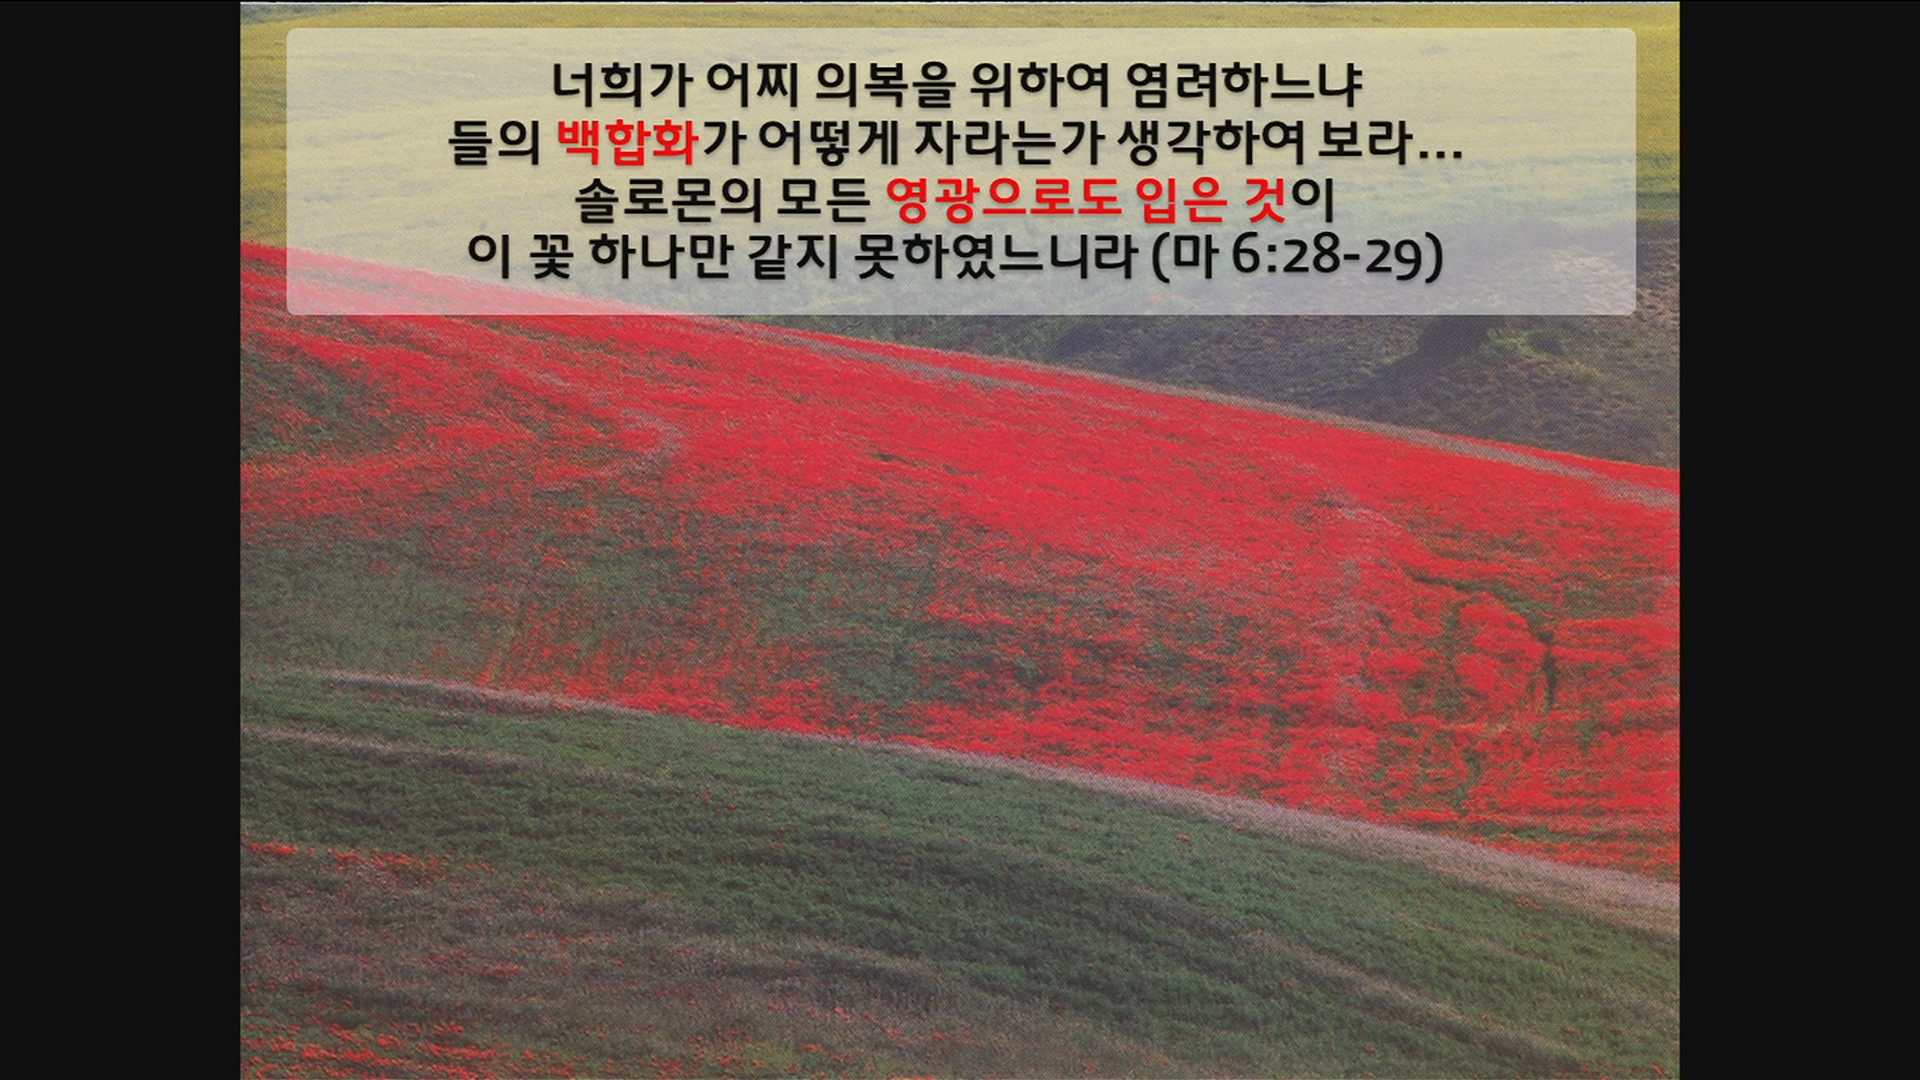 너희가 어찌 의복을 위하여 염려하느냐
들의 백합화가 어떻게 자라는가 생각하여 보라...
솔로몬의 모든 영광으로도 입은 것이
이 꽃 하나만 같지 못하였느니라 (마 6:28-29)